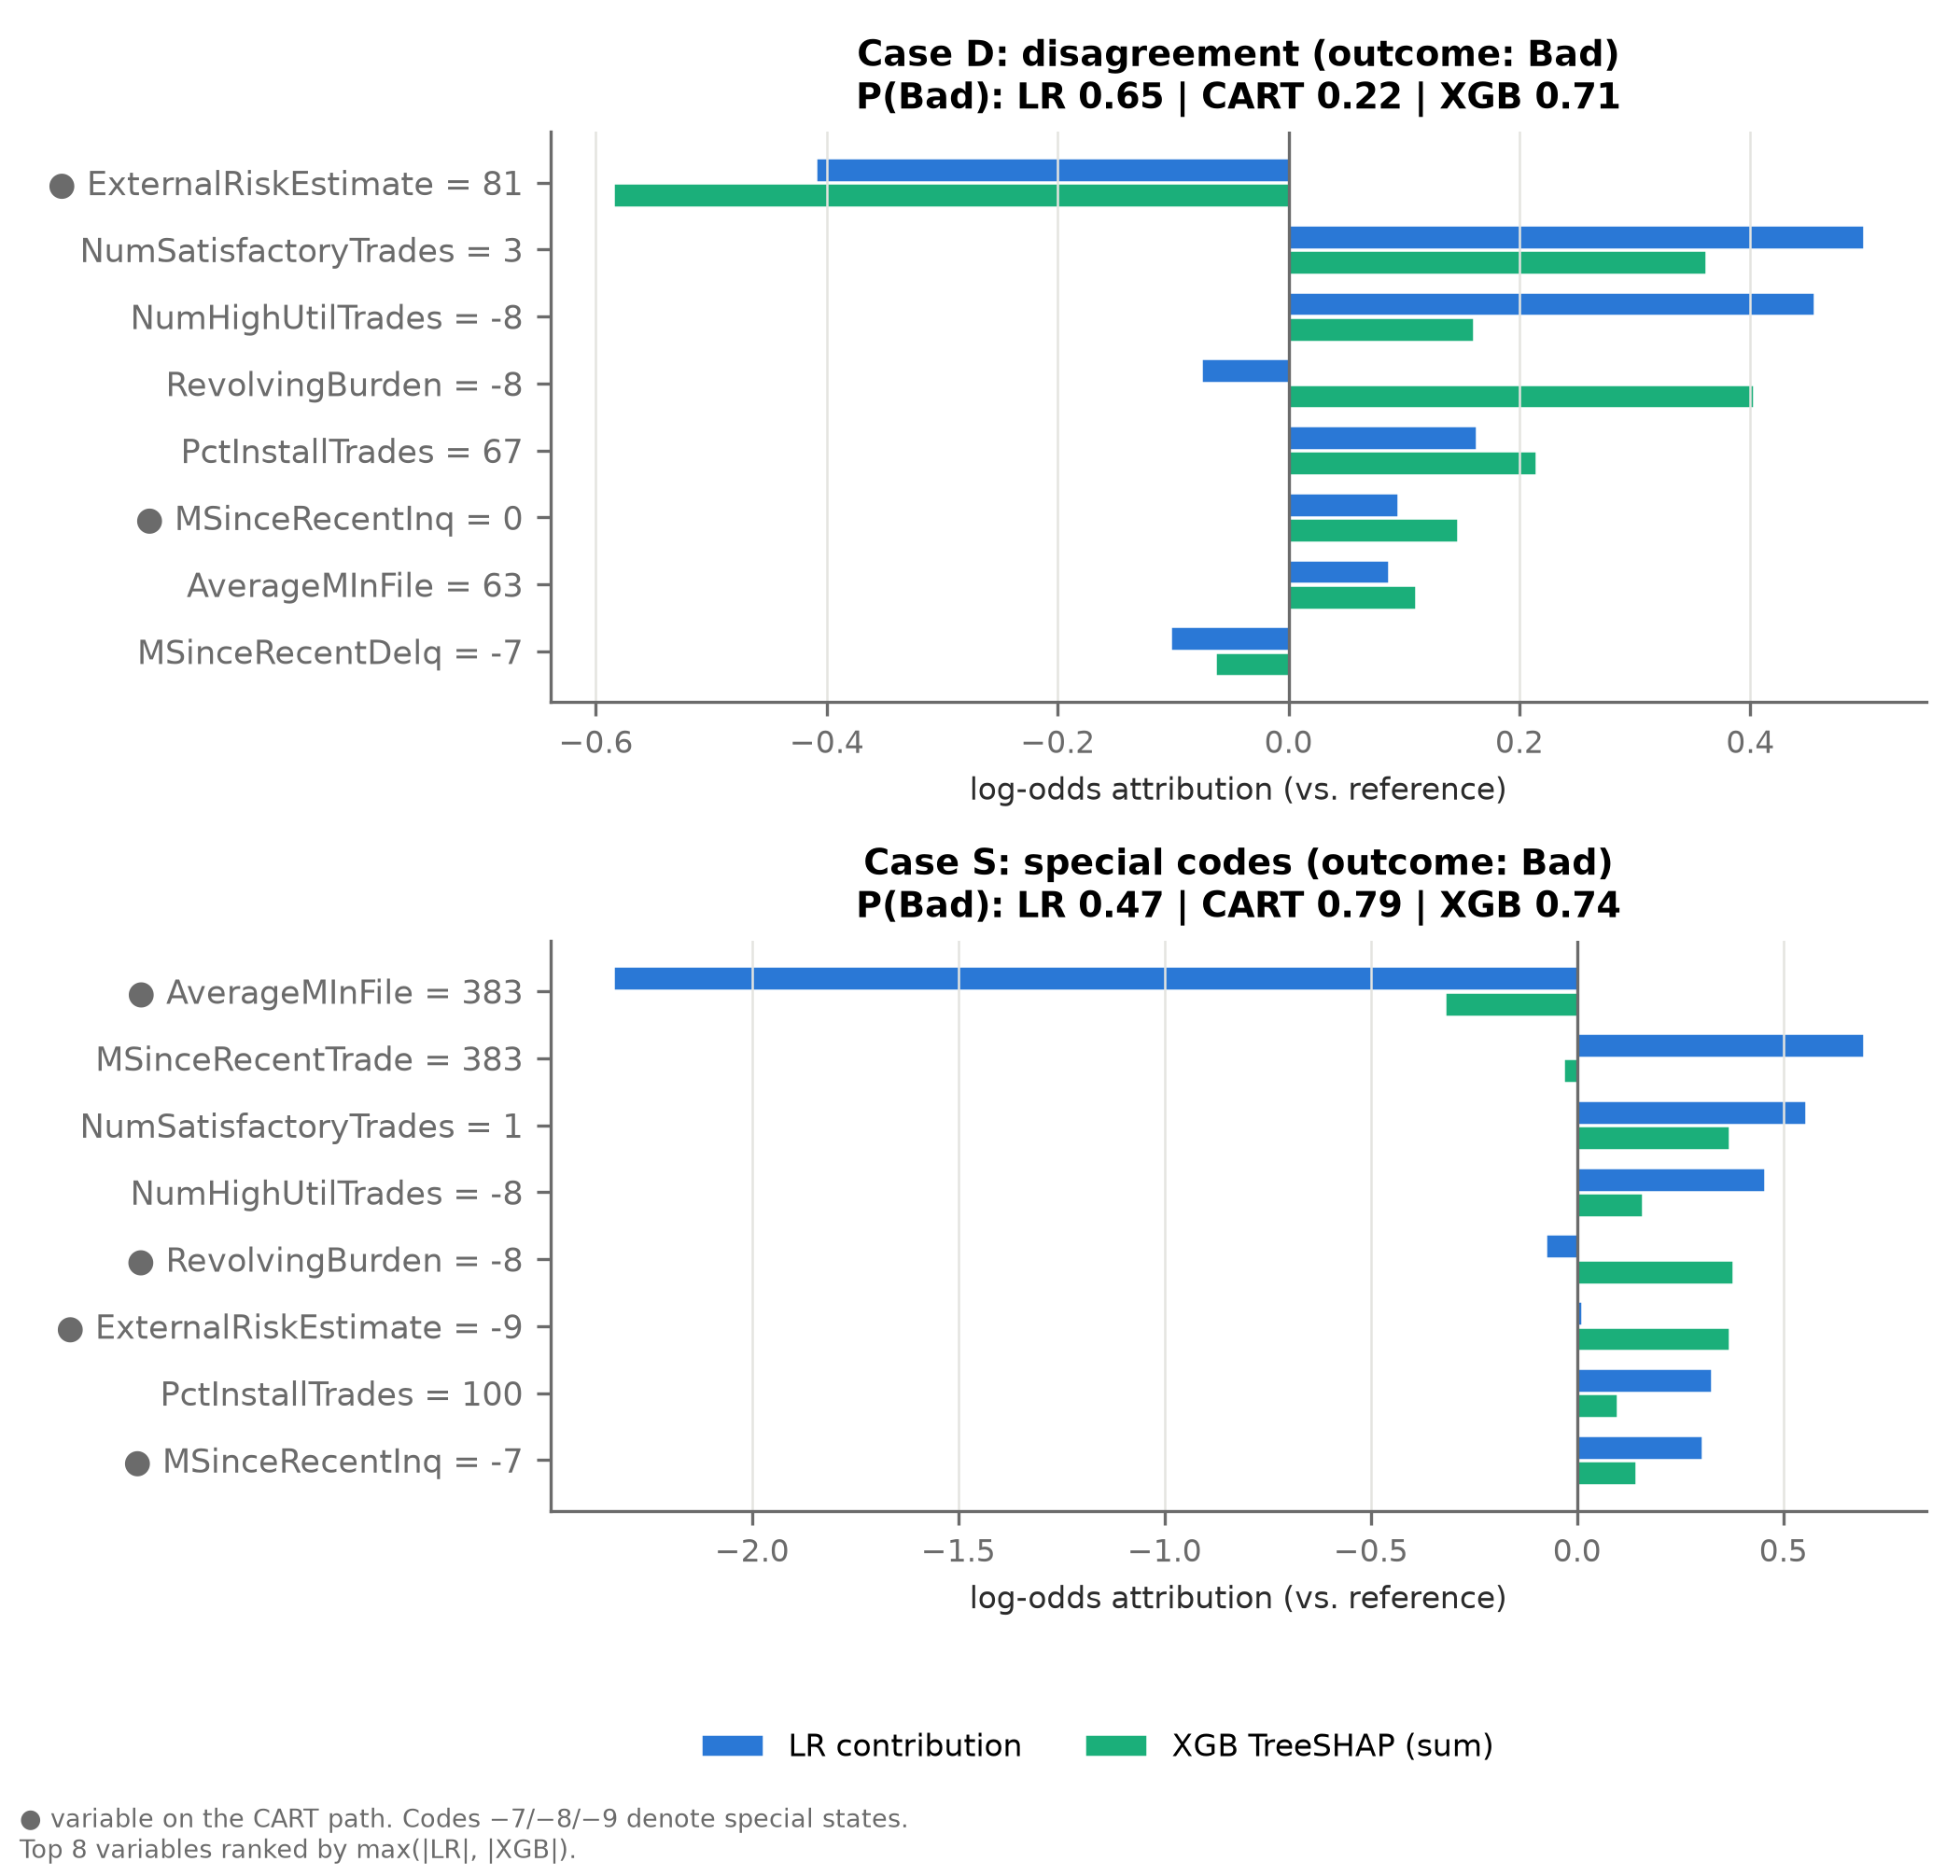 Case D: disagreement (outcome: Bad)
P(Bad): LR 0.65 | CART 0.22 | XGB 0.71
● ExternalRiskEstimate = 81
NumSatisfactoryTrades = 3
NumHighUtilTrades = -8
RevolvingBurden = -8
PctInstallTrades = 67
● MSinceRecentInq = 0
AverageMInFile = 63
MSinceRecentDelq = -7
−0.6 −0.4 −0.2 0.0 0.2 0.4
log-odds attribution (vs. reference)
Case S: special codes (outcome: Bad)
P(Bad): LR 0.47 | CART 0.79 | XGB 0.74
● AverageMInFile = 383
MSinceRecentTrade = 383
NumSatisfactoryTrades = 1
NumHighUtilTrades = -8
● RevolvingBurden = -8
● ExternalRiskEstimate = -9
PctInstallTrades = 100
● MSinceRecentInq = -7
−2.0 −1.5 −1.0 −0.5 0.0 0.5
log-odds attribution (vs. reference)
LR contribution XGB TreeSHAP (sum)
● variable on the CART path. Codes −7/−8/−9 denote special states.
Top 8 variables ranked by max(|LR|, |XGB|).